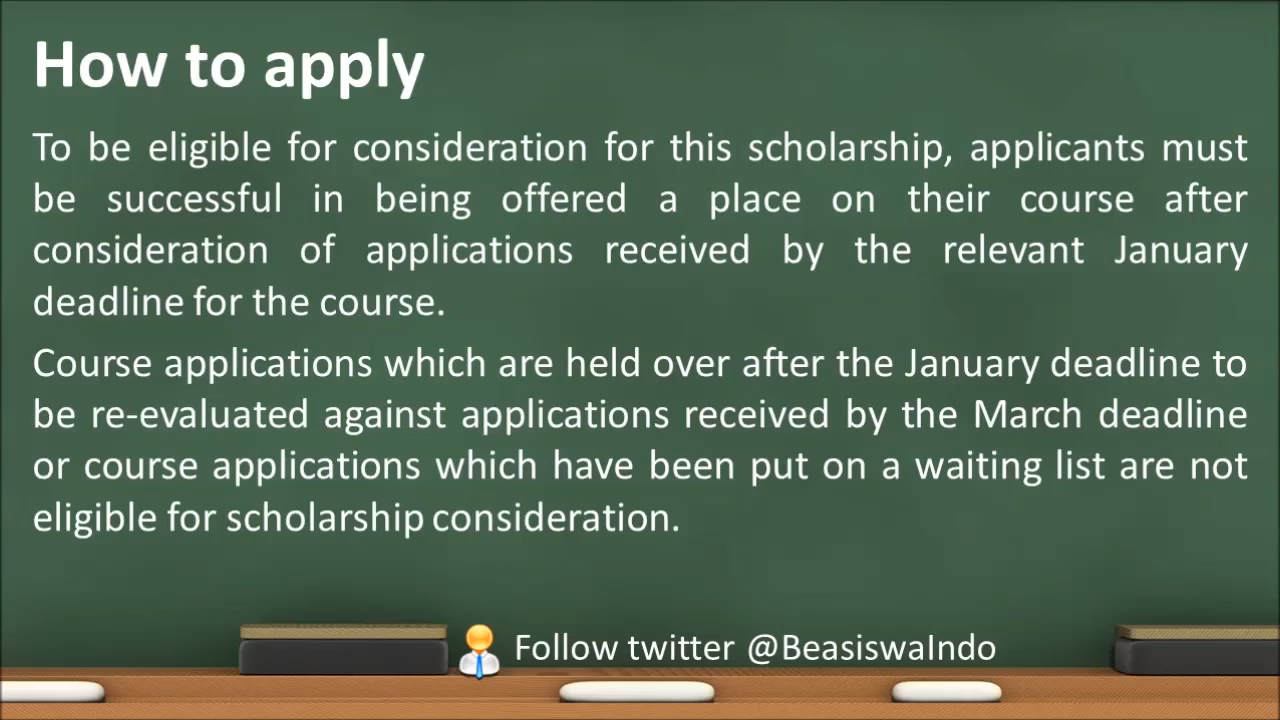 How to apply
To be eligible for consideration for this scholarship, applicants must
be successful in being offered a place on their course after
consideration of applications received by the relevant January
deadline for the course.
Course applications which are held over after the January deadline to
be re-evaluated against applications received by the March deadline
or course applications which have been put on a waiting list are not
eligible for scholarship consideration.
Follow twitter @BeasiswaIndo